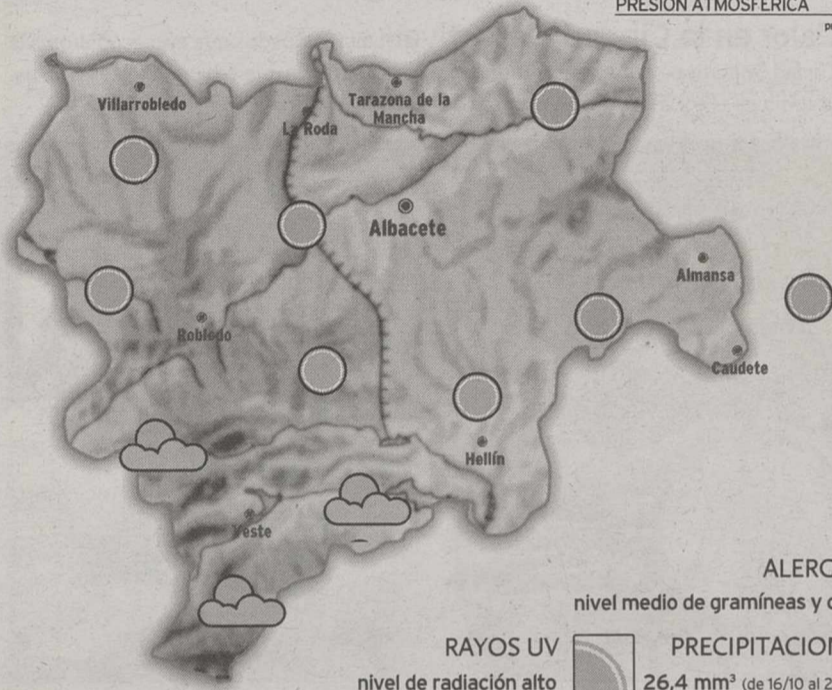 PRESIÓN ATMOSFÉRICA
Villarrobledo
Tarazona de la
Mancha
La Roda
Albacete
Almansa
Robledo
Caudete
Hellín
Yeste
ALERG
nivel medio de gramíneas y
RAYOS UV
nivel de radiación alto
PRECIPITACION
26,4 mm³ (de 16/10 al 2